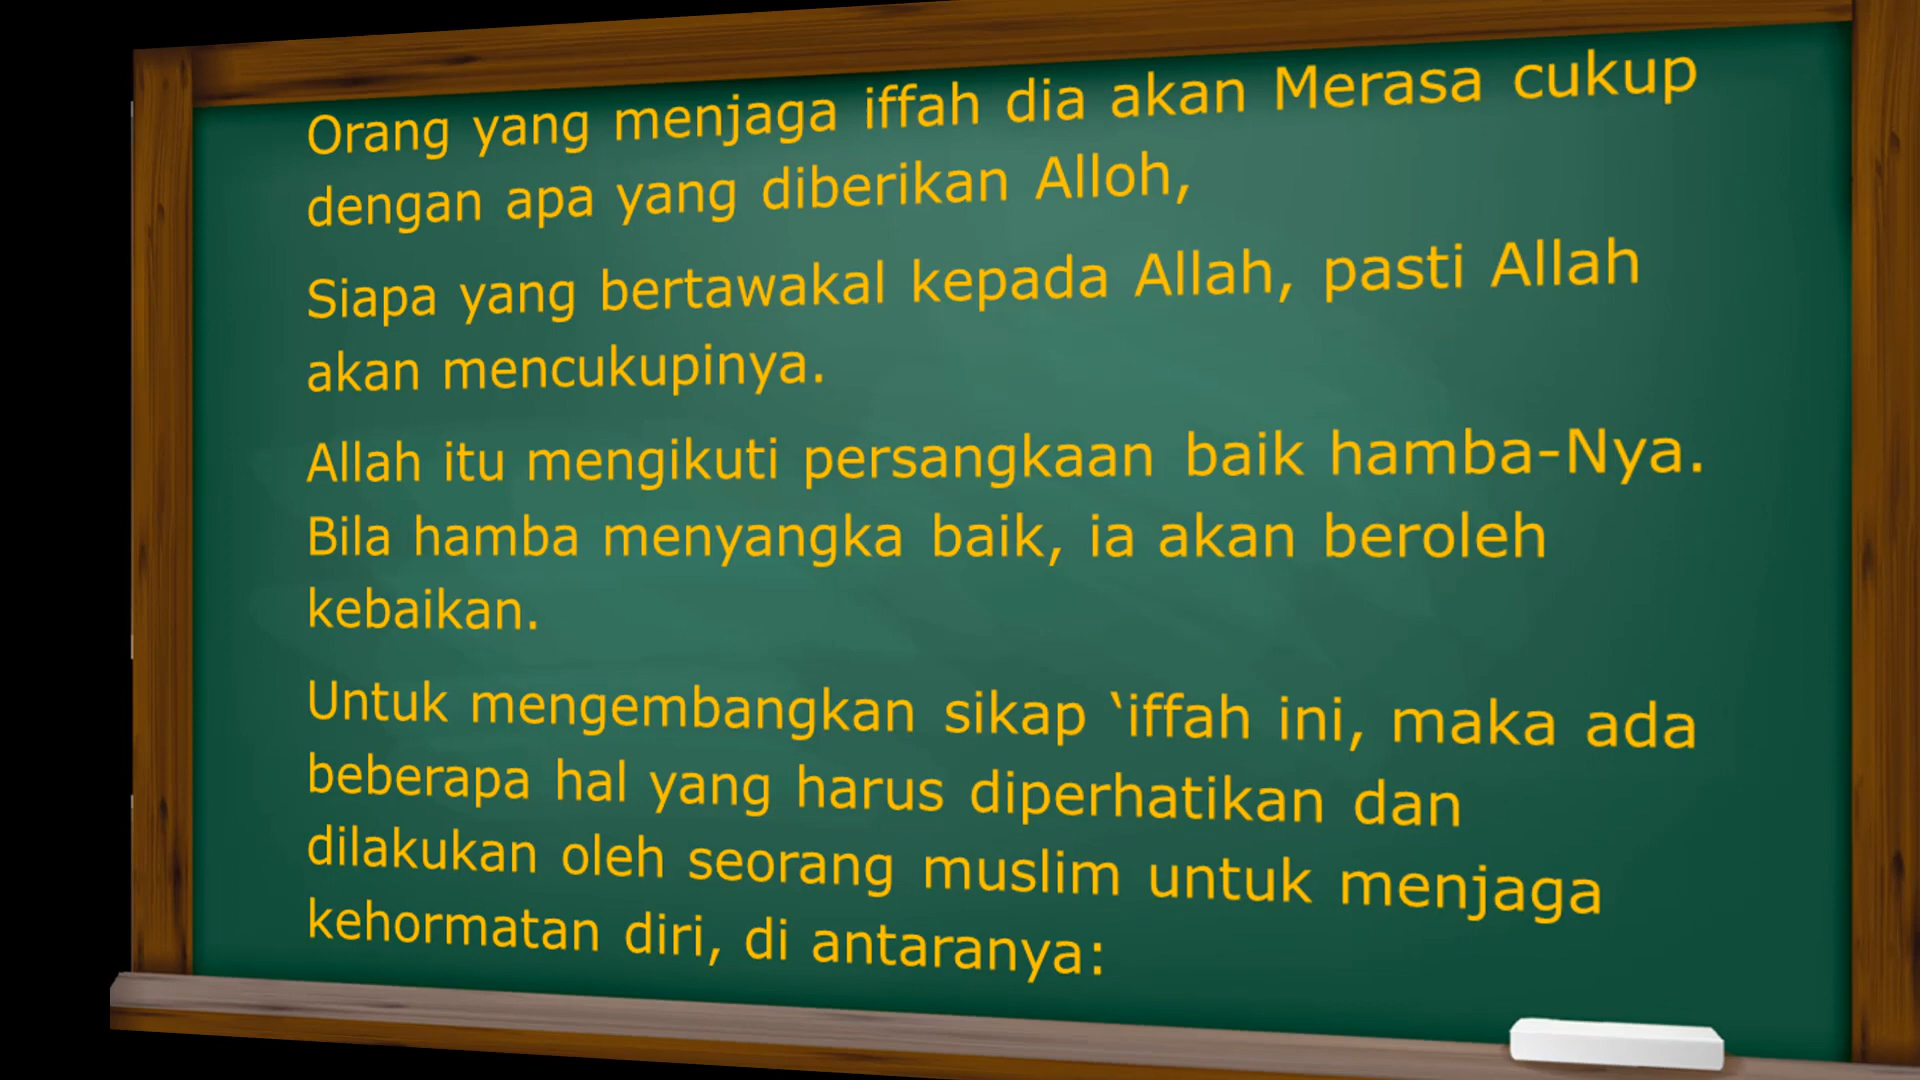 Orang yang menjaga iffah dia akan Merasa cukup
dengan apa yang diberikan Alloh,
Siapa yang bertawakal kepada Allah, pasti Allah
akan mencukupinya.
Allah itu mengikuti persangkaan baik hamba-Nya.
Bila hamba menyangka baik, ia akan beroleh
kebaikan.
Untuk mengembangkan sikap ‘iffah ini, maka ada
beberapa hal yang harus diperhatikan dan
dilakukan oleh seorang muslim untuk menjaga
kehormatan diri, di antaranya: